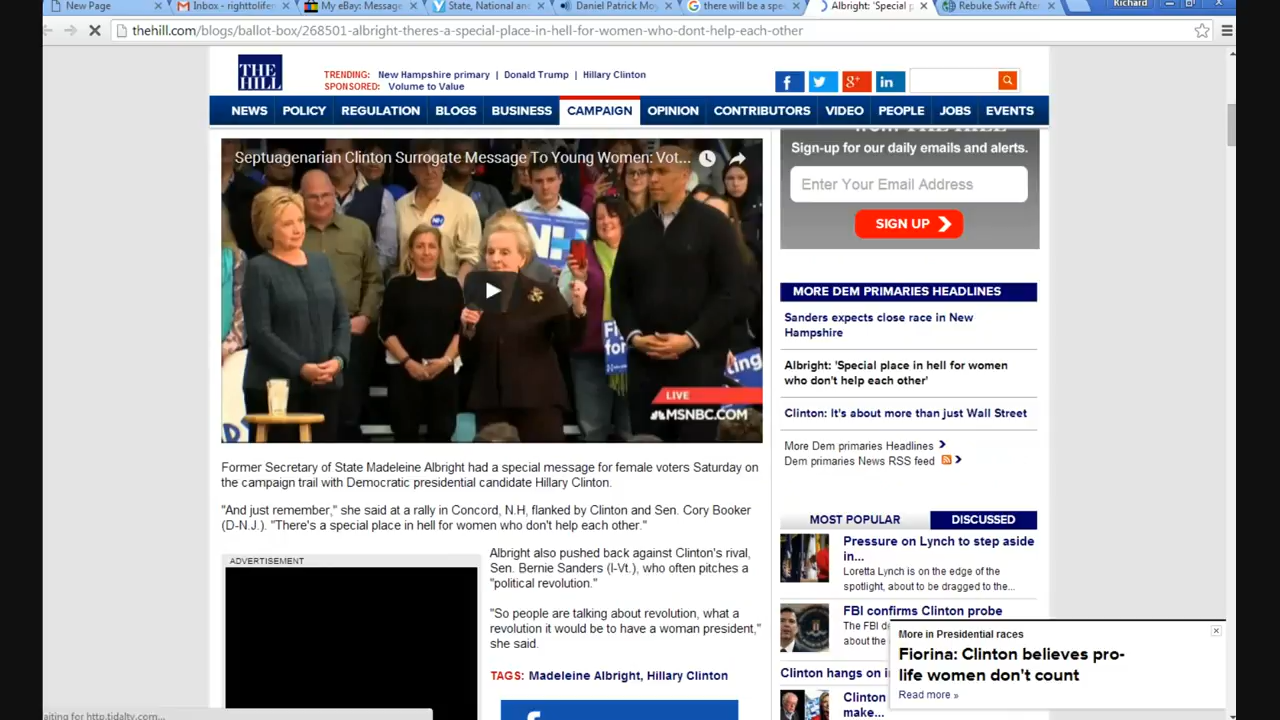 New Page
Inbox - righttolifer
My eBay: Message
State, National and
Daniel Patrick Moy
there will be a spe
Albright: 'Special p
Rebuke Swift After
Richard
thehill.com/blogs/ballot-box/268501-albright-theres-a-special-place-in-hell-for-women-who-dont-help-each-other
THE
HILL
TRENDING: New Hampshire primary | Donald Trump | Hillary Clinton
SPONSORED: Volume to Value
NEWS POLICY REGULATION BLOGS BUSINESS CAMPAIGN OPINION CONTRIBUTORS VIDEO PEOPLE JOBS EVENTS
Septuagenarian Clinton Surrogate Message To Young Women: Vot...
LIVE
MSNBC.COM
Former Secretary of State Madeleine Albright had a special message for female voters Saturday on
the campaign trail with Democratic presidential candidate Hillary Clinton.
"And just remember," she said at a rally in Concord, N.H, flanked by Clinton and Sen. Cory Booker
(D-N.J.). "There's a special place in hell for women who don't help each other."
ADVERTISEMENT
Albright also pushed back against Clinton's rival,
Sen. Bernie Sanders (I-Vt.), who often pitches a
"political revolution."
"So people are talking about revolution, what a
revolution it would be to have a woman president,"
she said.
TAGS: Madeleine Albright, Hillary Clinton
from THE HILL
Sign-up for our daily emails and alerts.
Enter Your Email Address
SIGN UP
MORE DEM PRIMARIES HEADLINES
Sanders expects close race in New
Hampshire
Albright: 'Special place in hell for women
who don't help each other'
Clinton: It's about more than just Wall Street
More Dem primaries Headlines
Dem primaries News RSS feed
MOST POPULAR DISCUSSED
Pressure on Lynch to step aside
in...
Loretta Lynch is on the edge of the
spotlight, about to be dragged to the...
FBI confirms Clinton probe
The FBI
about the
Clinton hangs on
Clinton
make...
More in Presidential races
Fiorina: Clinton believes pro-
life women don't count
Read more »
aiting for http.tidaltv.com...